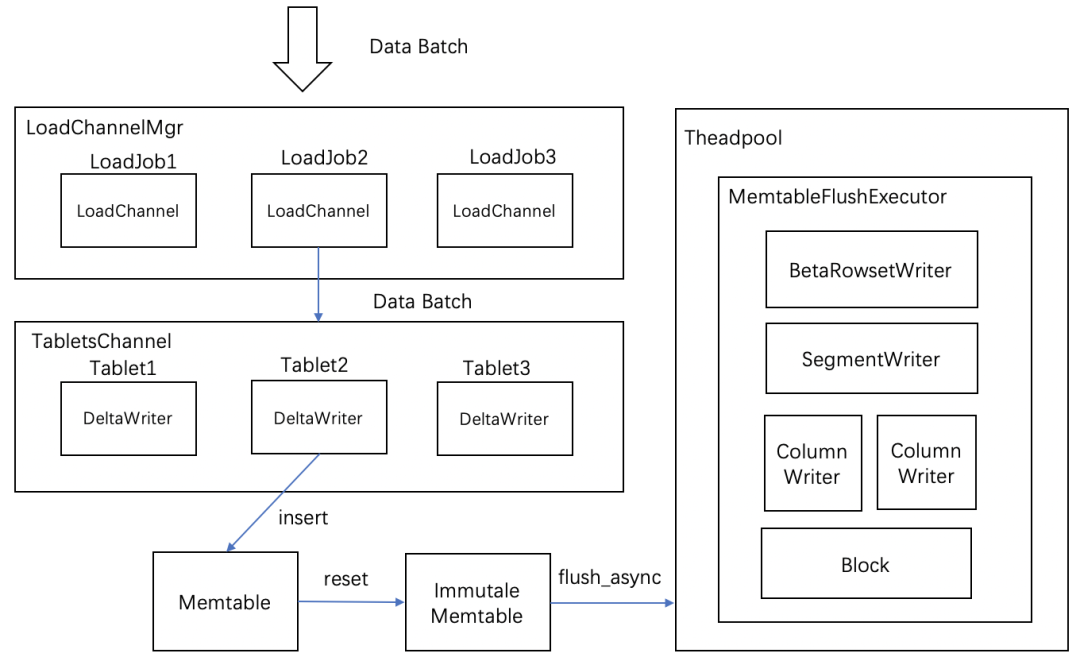 Data Batch
LoadChannelMgr
LoadJob1
LoadJob2
LoadJob3
LoadChannel
LoadChannel
LoadChannel
Data Batch
TabletsChannel
Tablet1
Tablet2
Tablet3
DeltaWriter
DeltaWriter
DeltaWriter
insert
Memtable
reset
Immutale
Memtable
flush_async
Theadpool
MemtableFlushExecutor
BetaRowsetWriter
SegmentWriter
Column
Writer
Column
Writer
Block